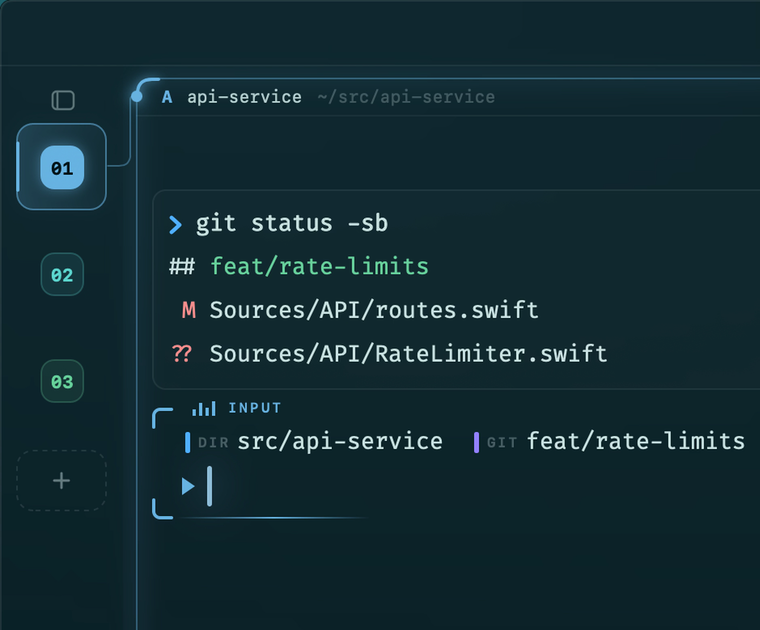 A api-service ~/src/api-service
01
❯ git status -sb
## feat/rate-limits
02
M Sources/API/routes.swift
?? Sources/API/RateLimiter.swift
03
INPUT
DIR src/api-service GIT feat/rate-limits
+